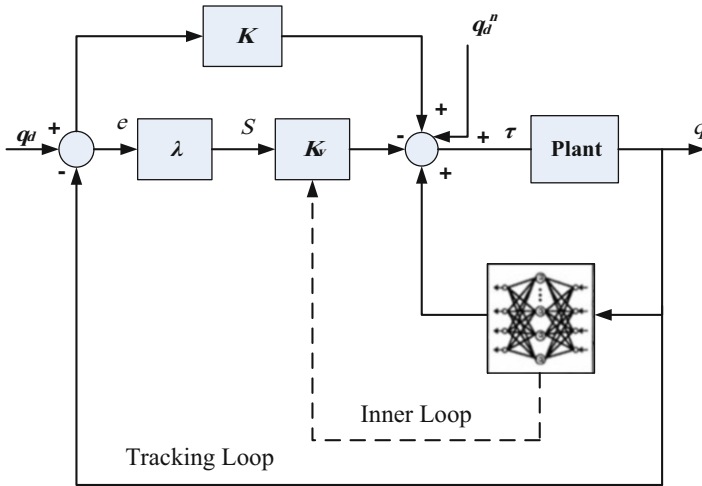 K
q_d^n
+
+
-
+
q_d
+
-
e
λ
S
K_v
+
τ
Plant
q
Inner Loop
Tracking Loop